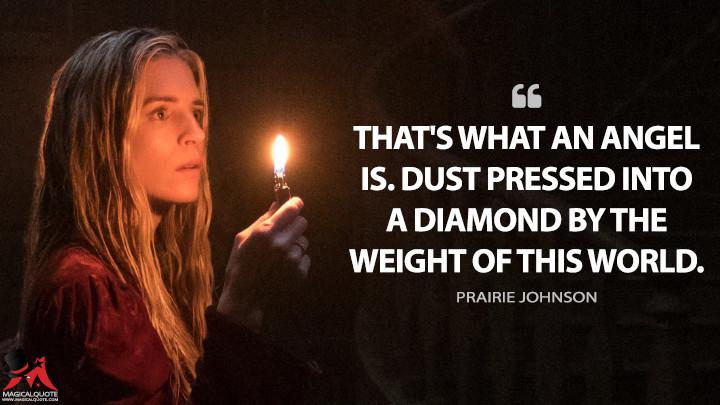 “
THAT'S WHAT AN ANGEL
IS. DUST PRESSED INTO
A DIAMOND BY THE
WEIGHT OF THIS WORLD.
PRAIRIE JOHNSON
MAGICALQUOTE
WWW.MAGICALQUOTE.COM